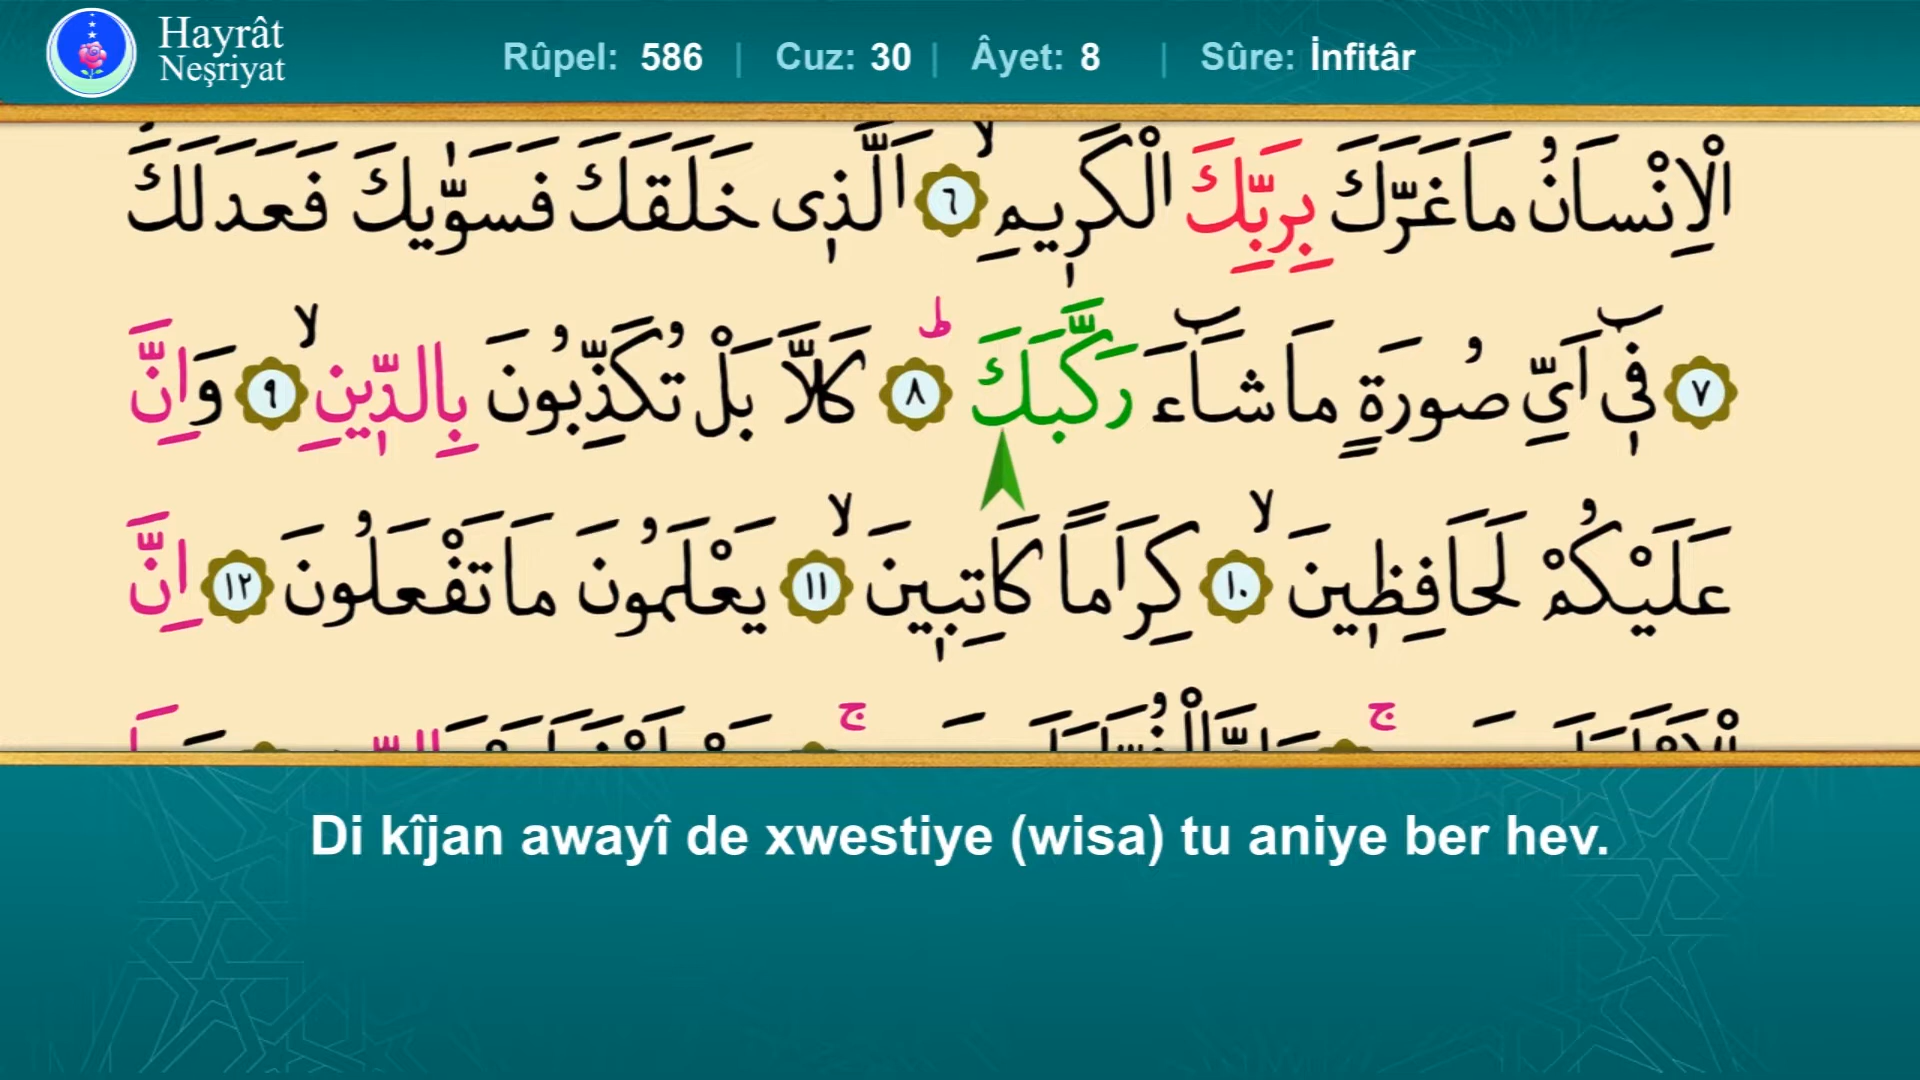 Hayrât
Neşriyat
Rûpel: 586 | Cuz: 30 | Âyet: 8 | Sûre: İnfitâr
الْاِنْسَانُ مَا غَرَّكَ بِرَبِّكَ الْكَرٖيمِۙ ﴿٦﴾ اَلَّذٖى خَلَقَكَ فَسَوّٰيكَ فَعَدَلَكَ
﴿٧﴾ فٖٓى اَىِّ صُورَةٍ مَا شَٓاءَ رَكَّبَكَؕ ﴿٨﴾ كَلَّا بَلْ تُكَذِّبُونَ بِالدّٖينِۙ ﴿٩﴾ وَاِنَّ
عَلَيْكُمْ لَحَافِظٖينَۙ ﴿١٠﴾ كِرَامًا كَاتِبٖينَۙ ﴿١١﴾ يَعْلَمُونَ مَا تَفْعَلُونَ ﴿١٢﴾ اِنَّ
Di kîjan awayî de xwestiye (wisa) tu aniye ber hev.